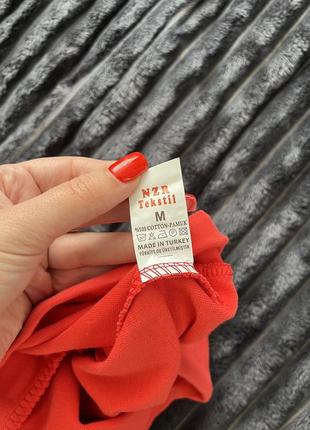 NZR
Tekstil
M
%100 COTTON-PAMUK
MADE IN TURKEY
TÜRKİYE'DE ÜRETİLMİŞTİR